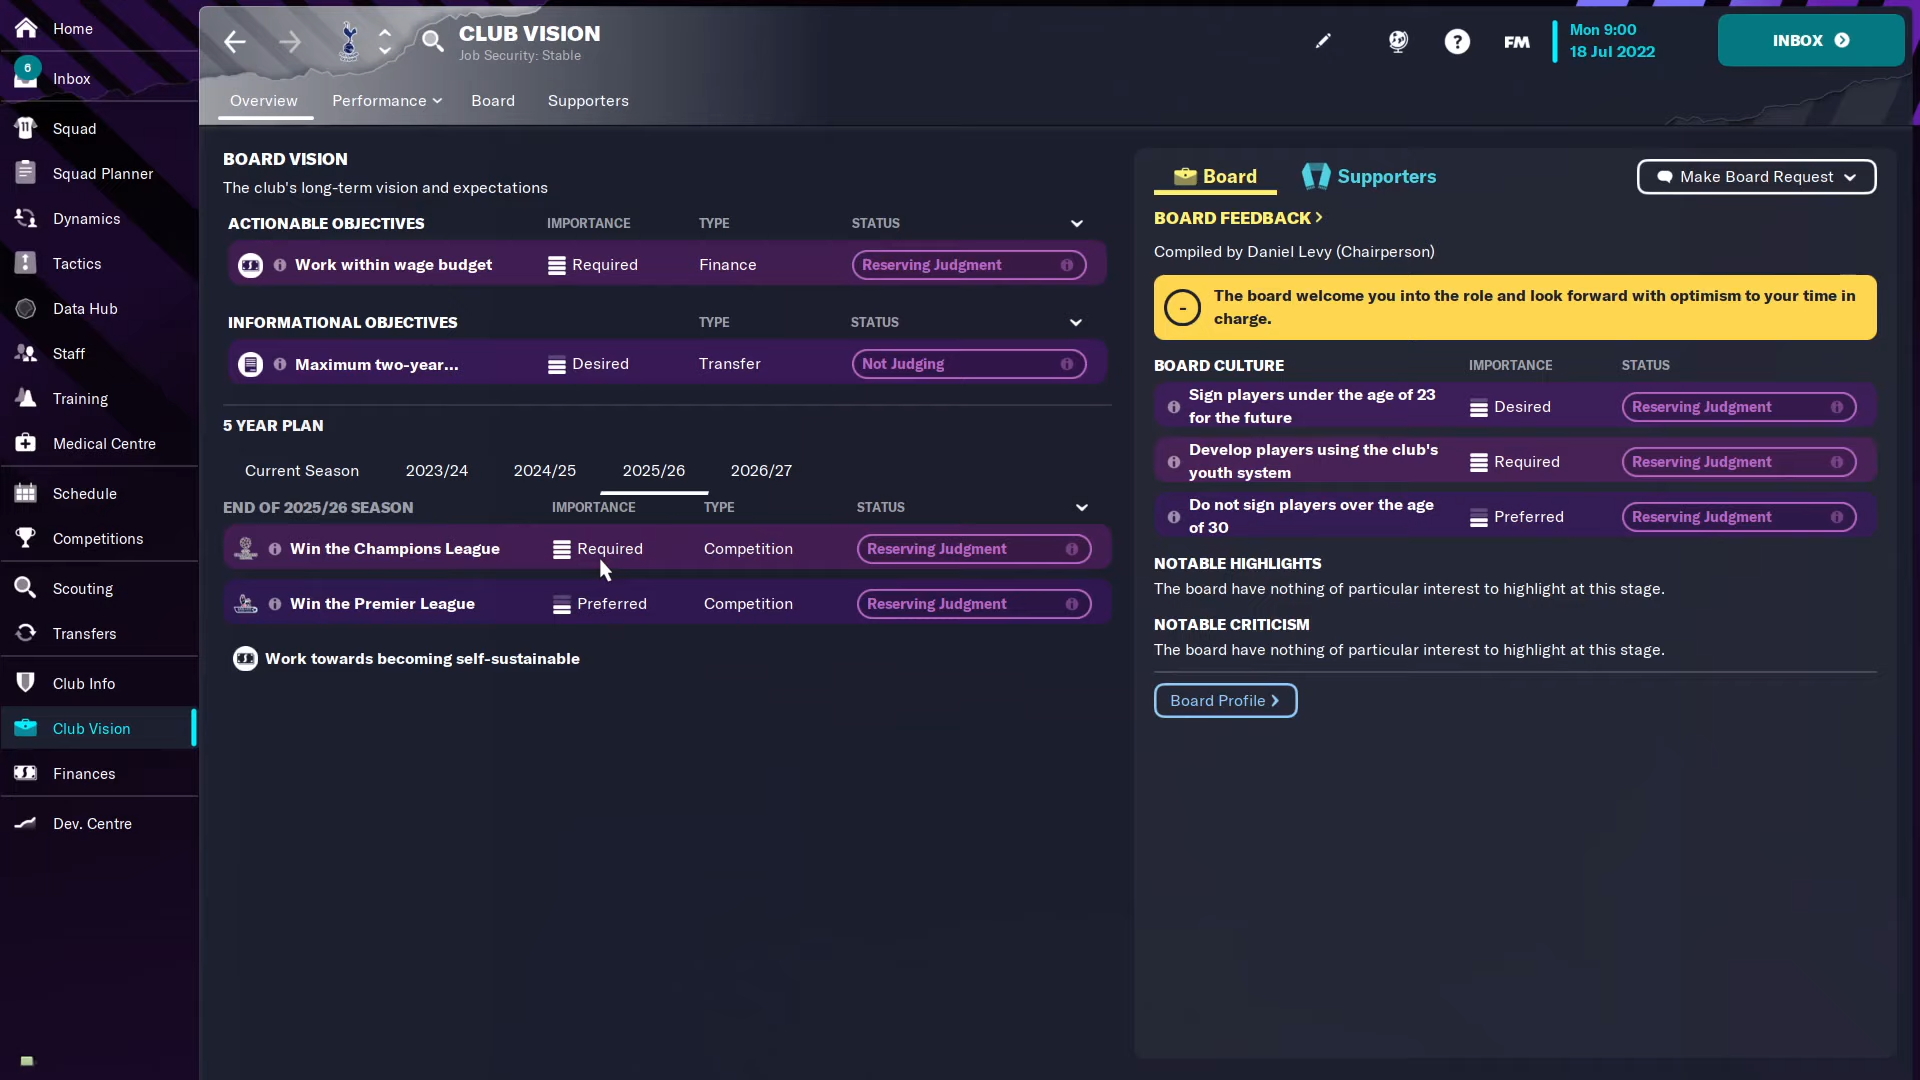 Home
6
Inbox
Squad
Squad Planner
Dynamics
Tactics
Data Hub
Staff
Training
Medical Centre
Schedule
Competitions
Scouting
Transfers
Club Info
Club Vision
Finances
Dev. Centre
CLUB VISION
Job Security: Stable
Overview Performance Board Supporters
? FM
Mon 9:00
18 Jul 2022
INBOX
BOARD VISION
The club's long-term vision and expectations
ACTIONABLE OBJECTIVES IMPORTANCE TYPE STATUS
Work within wage budget Required Finance Reserving Judgment
INFORMATIONAL OBJECTIVES TYPE STATUS
Maximum two-year... Desired Transfer Not Judging
5 YEAR PLAN
Current Season 2023/24 2024/25 2025/26 2026/27
END OF 2025/26 SEASON IMPORTANCE TYPE STATUS
Win the Champions League Required Competition Reserving Judgment
Win the Premier League Preferred Competition Reserving Judgment
Work towards becoming self-sustainable
Board Supporters Make Board Request
BOARD FEEDBACK
Compiled by Daniel Levy (Chairperson)
- The board welcome you into the role and look forward with optimism to your time in
charge.
BOARD CULTURE IMPORTANCE STATUS
Sign players under the age of 23
for the future Desired Reserving Judgment
Develop players using the club's
youth system Required Reserving Judgment
Do not sign players over the age
of 30 Preferred Reserving Judgment
NOTABLE HIGHLIGHTS
The board have nothing of particular interest to highlight at this stage.
NOTABLE CRITICISM
The board have nothing of particular interest to highlight at this stage.
Board Profile